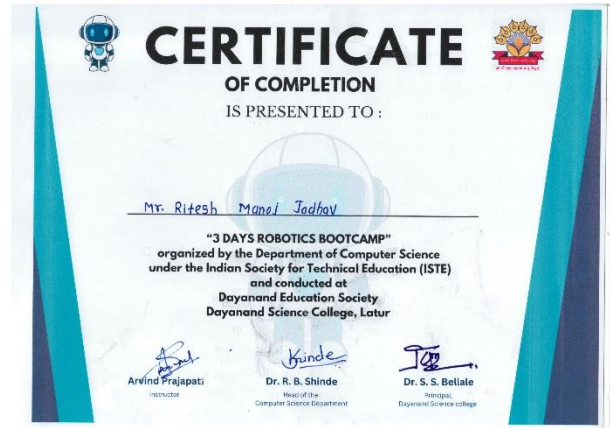 CERTIFICATE
OF COMPLETION
IS PRESENTED TO :
Mr. Ritesh Manoj Jadhav
“3 DAYS ROBOTICS BOOTCAMP”
organized by the Department of Computer Science
under the Indian Society for Technical Education (ISTE)
and conducted at
Dayanand Education Society
Dayanand Science College, Latur
Arvind Prajapati
Instructor
Dr. R. B. Shinde
Head of the
Computer Science Department
Dr. S. S. Bellale
Principal,
Dayanand Science college